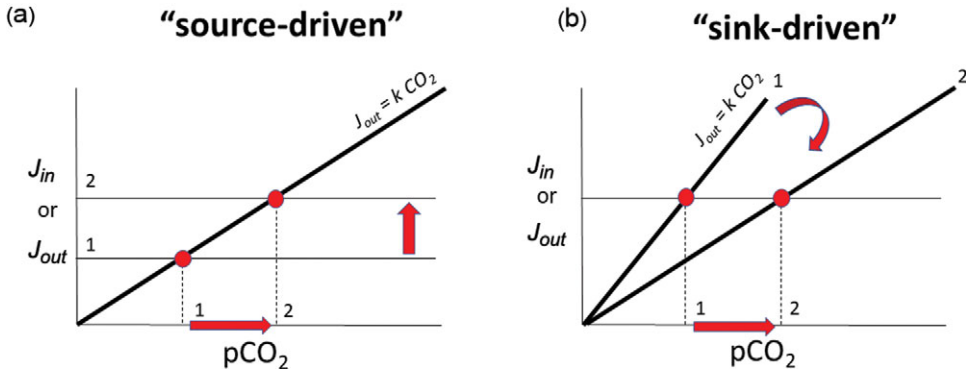 (a)
“source-driven”
J_out = k CO_2
J_in
or
J_out
2
1
1
2
pCO_2
(b)
“sink-driven”
J_out = k CO_2
1
2
J_in
or
J_out
1
2
pCO_2